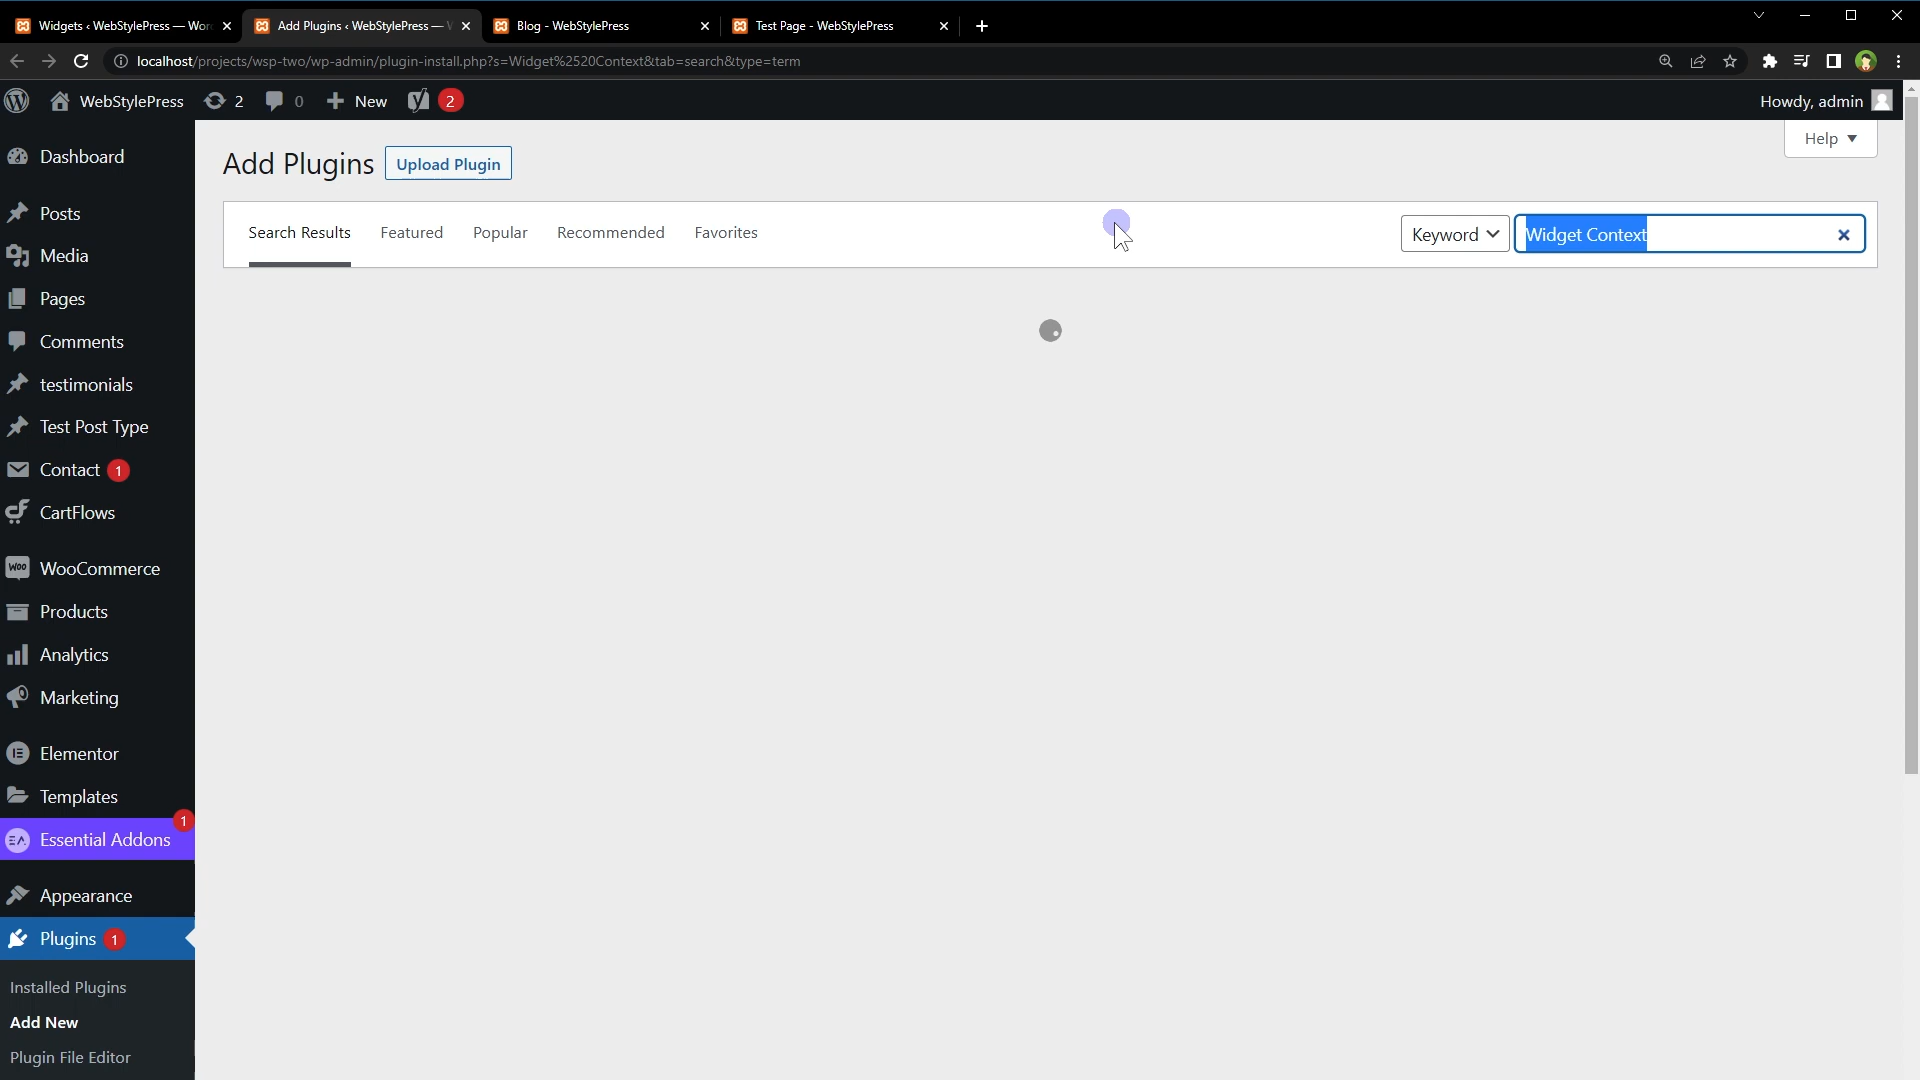 Widgets ‹ WebStylePress — Wor
Add Plugins ‹ WebStylePress —
Blog - WebStylePress
Test Page - WebStylePress
localhost/projects/wsp-two/wp-admin/plugin-install.php?s=Widget%2520Context&tab=search&type=term
WebStylePress
2
0
New
2
Howdy, admin
Help
Dashboard
Posts
Media
Pages
Comments
testimonials
Test Post Type
Contact 1
CartFlows
Woo WooCommerce
Products
Analytics
Marketing
Elementor
Templates
1
Essential Addons
Appearance
Plugins 1
Installed Plugins
Add New
Plugin File Editor
Add Plugins
Upload Plugin
Search Results
Featured
Popular
Recommended
Favorites
Keyword
Widget Context